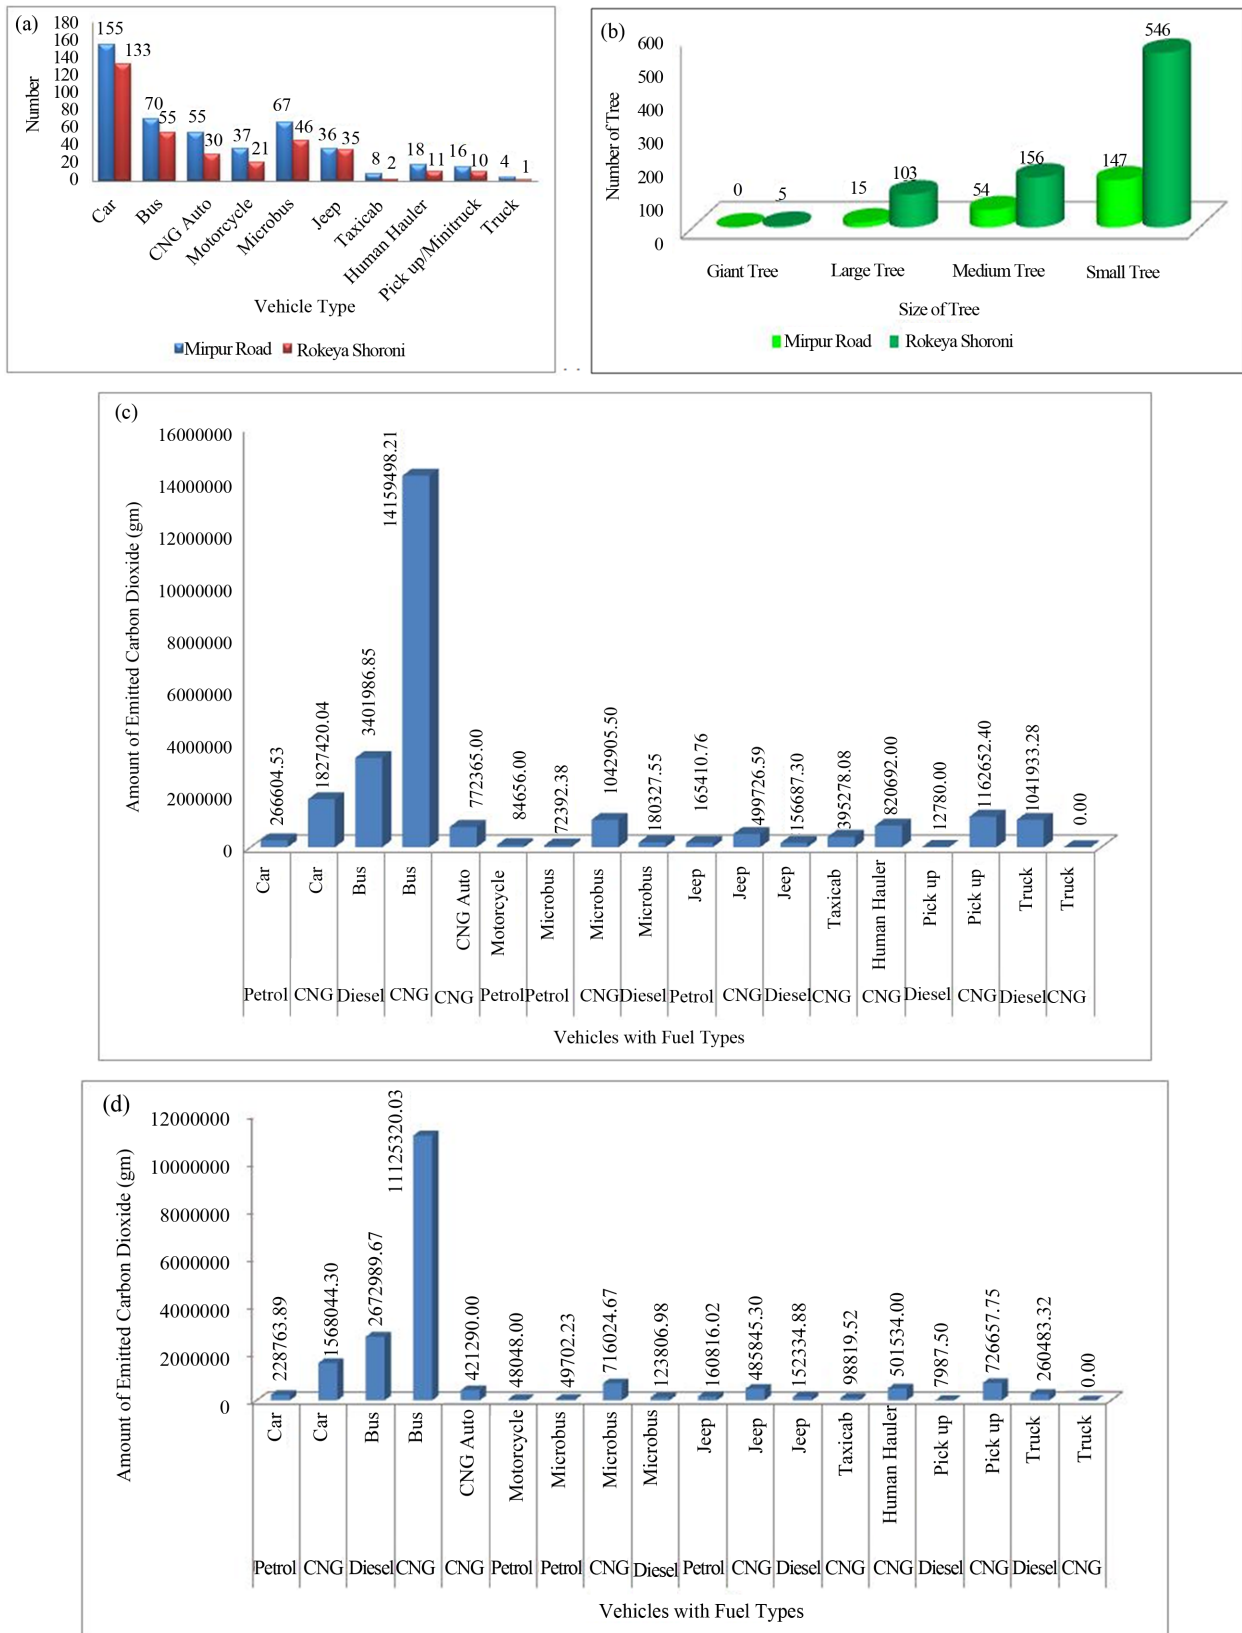 (a)
180
160
140
120
100
80
60
40
20
0
Number
155
133
70
55
55
30
37
21
67
46
36
35
8
2
18
11
16
10
4
1
Car
Bus
CNG Auto
Motorcycle
Microbus
Jeep
Taxicab
Human Hauler
Pick up/Minitruck
Truck
Vehicle Type
Mirpur Road Rokeya Shoroni
(b)
600
500
400
300
200
100
0
Number of Tree
0
5
15
103
54
156
147
546
Giant Tree Large Tree Medium Tree Small Tree
Size of Tree
Mirpur Road Rokeya Shoroni
(c)
16000000
14000000
12000000
10000000
8000000
6000000
4000000
2000000
0
Amount of Emitted Carbon Dioxide (gm)
266604.53
1827420.04
3401986.85
14159498.21
772365.00
84656.00
72392.38
1042905.50
180327.55
165410.76
499726.59
156687.30
395278.08
820692.00
12780.00
1162652.40
1041933.28
0.00
Car
Car
Bus
Bus
CNG Auto
Motorcycle
Microbus
Microbus
Microbus
Jeep
Jeep
Jeep
Taxicab
Human Hauler
Pick up
Pick up
Truck
Truck
Petrol CNG Diesel CNG CNG Petrol Petrol CNG Diesel Petrol CNG Diesel CNG CNG Diesel CNG Diesel CNG
Vehicles with Fuel Types
(d)
12000000
10000000
8000000
6000000
4000000
2000000
0
Amount of Emitted Carbon Dioxide (gm)
228763.89
1568044.30
2672989.67
11125320.03
421290.00
48048.00
49702.23
716024.67
123806.98
160816.02
485845.30
152334.88
98819.52
501534.00
7987.50
726657.75
260483.32
0.00
Car
Car
Bus
Bus
CNG Auto
Motorcycle
Microbus
Microbus
Microbus
Jeep
Jeep
Jeep
Taxicab
Human Hauler
Pick up
Pick up
Truck
Truck
Petrol CNG Diesel CNG CNG Petrol Petrol CNG Diesel Petrol CNG Diesel CNG CNG Diesel CNG Diesel CNG
Vehicles with Fuel Types